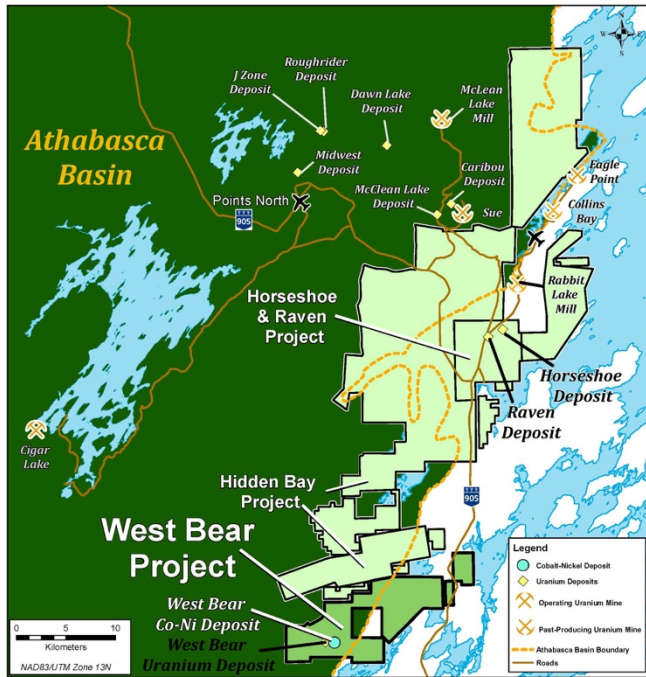 N
W
E
S
J Zone
Deposit
Roughrider
Deposit
Dawn Lake
Deposit
McLean
Lake
Mill
Athabasca
Basin
Midwest
Deposit
Caribou
Deposit
Eagle
Point
Points North
McClean Lake
Deposit
Sue
Collins
Bay
905
Rabbit
Lake
Mill
Horseshoe
& Raven
Project
Horseshoe
Deposit
Raven
Deposit
Cigar
Lake
Hidden Bay
Project
905
West Bear
Project
West Bear
Co-Ni Deposit
West Bear
Uranium Deposit
0 5 10
Kilometers
NAD83/UTM Zone 13N
Legend
Cobalt-Nickel Deposit
Uranium Deposits
Operating Uranium Mine
Past-Producing Uranium Mine
Athabasca Basin Boundary
Roads